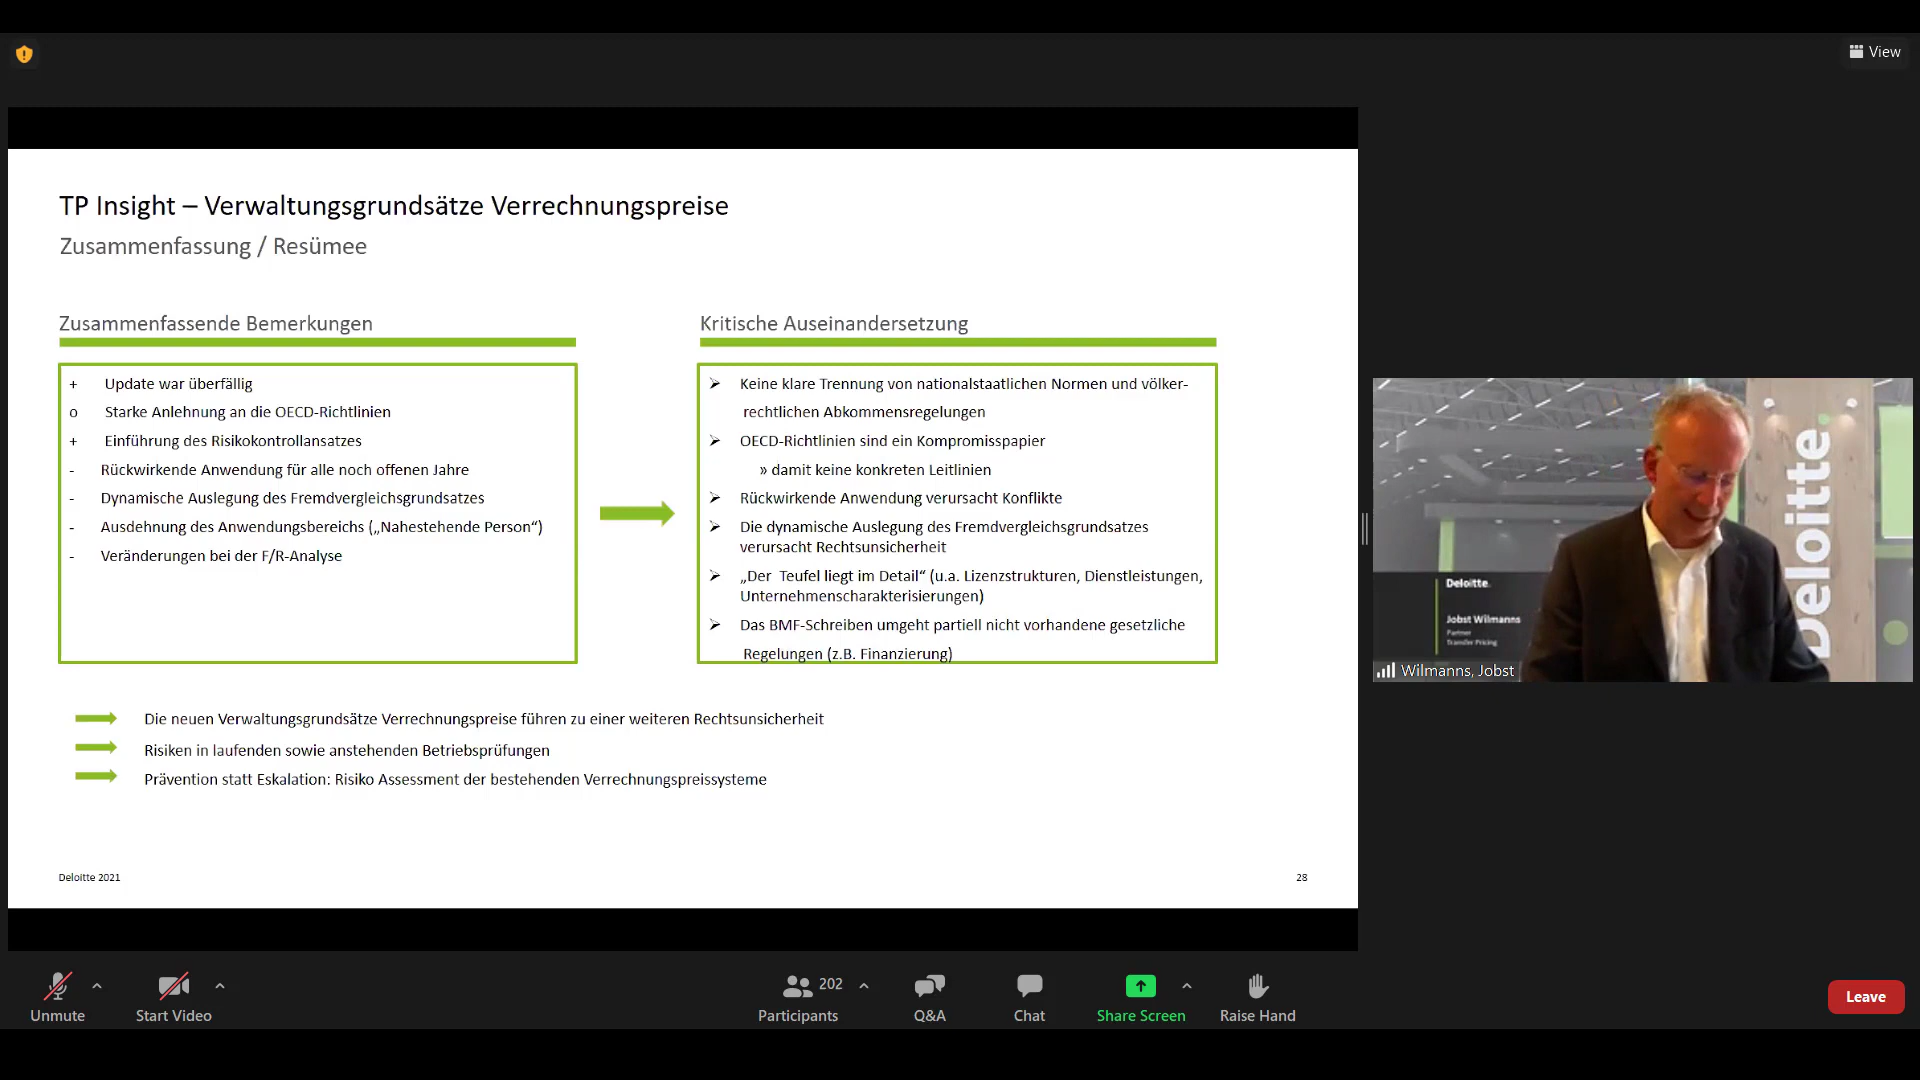 View
TP Insight – Verwaltungsgrundsätze Verrechnungspreise
Zusammenfassung / Resümee
Zusammenfassende Bemerkungen
+ Update war überfällig
o Starke Anlehnung an die OECD-Richtlinien
+ Einführung des Risikokontrollansatzes
- Rückwirkende Anwendung für alle noch offenen Jahre
- Dynamische Auslegung des Fremdvergleichsgrundsatzes
- Ausdehnung des Anwendungsbereichs („Nahestehende Person“)
- Veränderungen bei der F/R-Analyse
Kritische Auseinandersetzung
➢ Keine klare Trennung von nationalstaatlichen Normen und völker-
rechtlichen Abkommensregelungen
➢ OECD-Richtlinien sind ein Kompromisspapier
» damit keine konkreten Leitlinien
➢ Rückwirkende Anwendung verursacht Konflikte
➢ Die dynamische Auslegung des Fremdvergleichsgrundsatzes
verursacht Rechtsunsicherheit
➢ „Der Teufel liegt im Detail“ (u.a. Lizenzstrukturen, Dienstleistungen,
Unternehmenscharakterisierungen)
➢ Das BMF-Schreiben umgeht partiell nicht vorhandene gesetzliche
Regelungen (z.B. Finanzierung)
Die neuen Verwaltungsgrundsätze Verrechnungspreise führen zu einer weiteren Rechtsunsicherheit
Risiken in laufenden sowie anstehenden Betriebsprüfungen
Prävention statt Eskalation: Risiko Assessment der bestehenden Verrechnungspreissysteme
Deloitte 2021
28
Deloitte.
Deloitte.
Jobst Wilmanns
Partner
Transfer Pricing
Wilmanns, Jobst
Unmute
Start Video
202
Participants
Q&A
Chat
Share Screen
Raise Hand
Leave